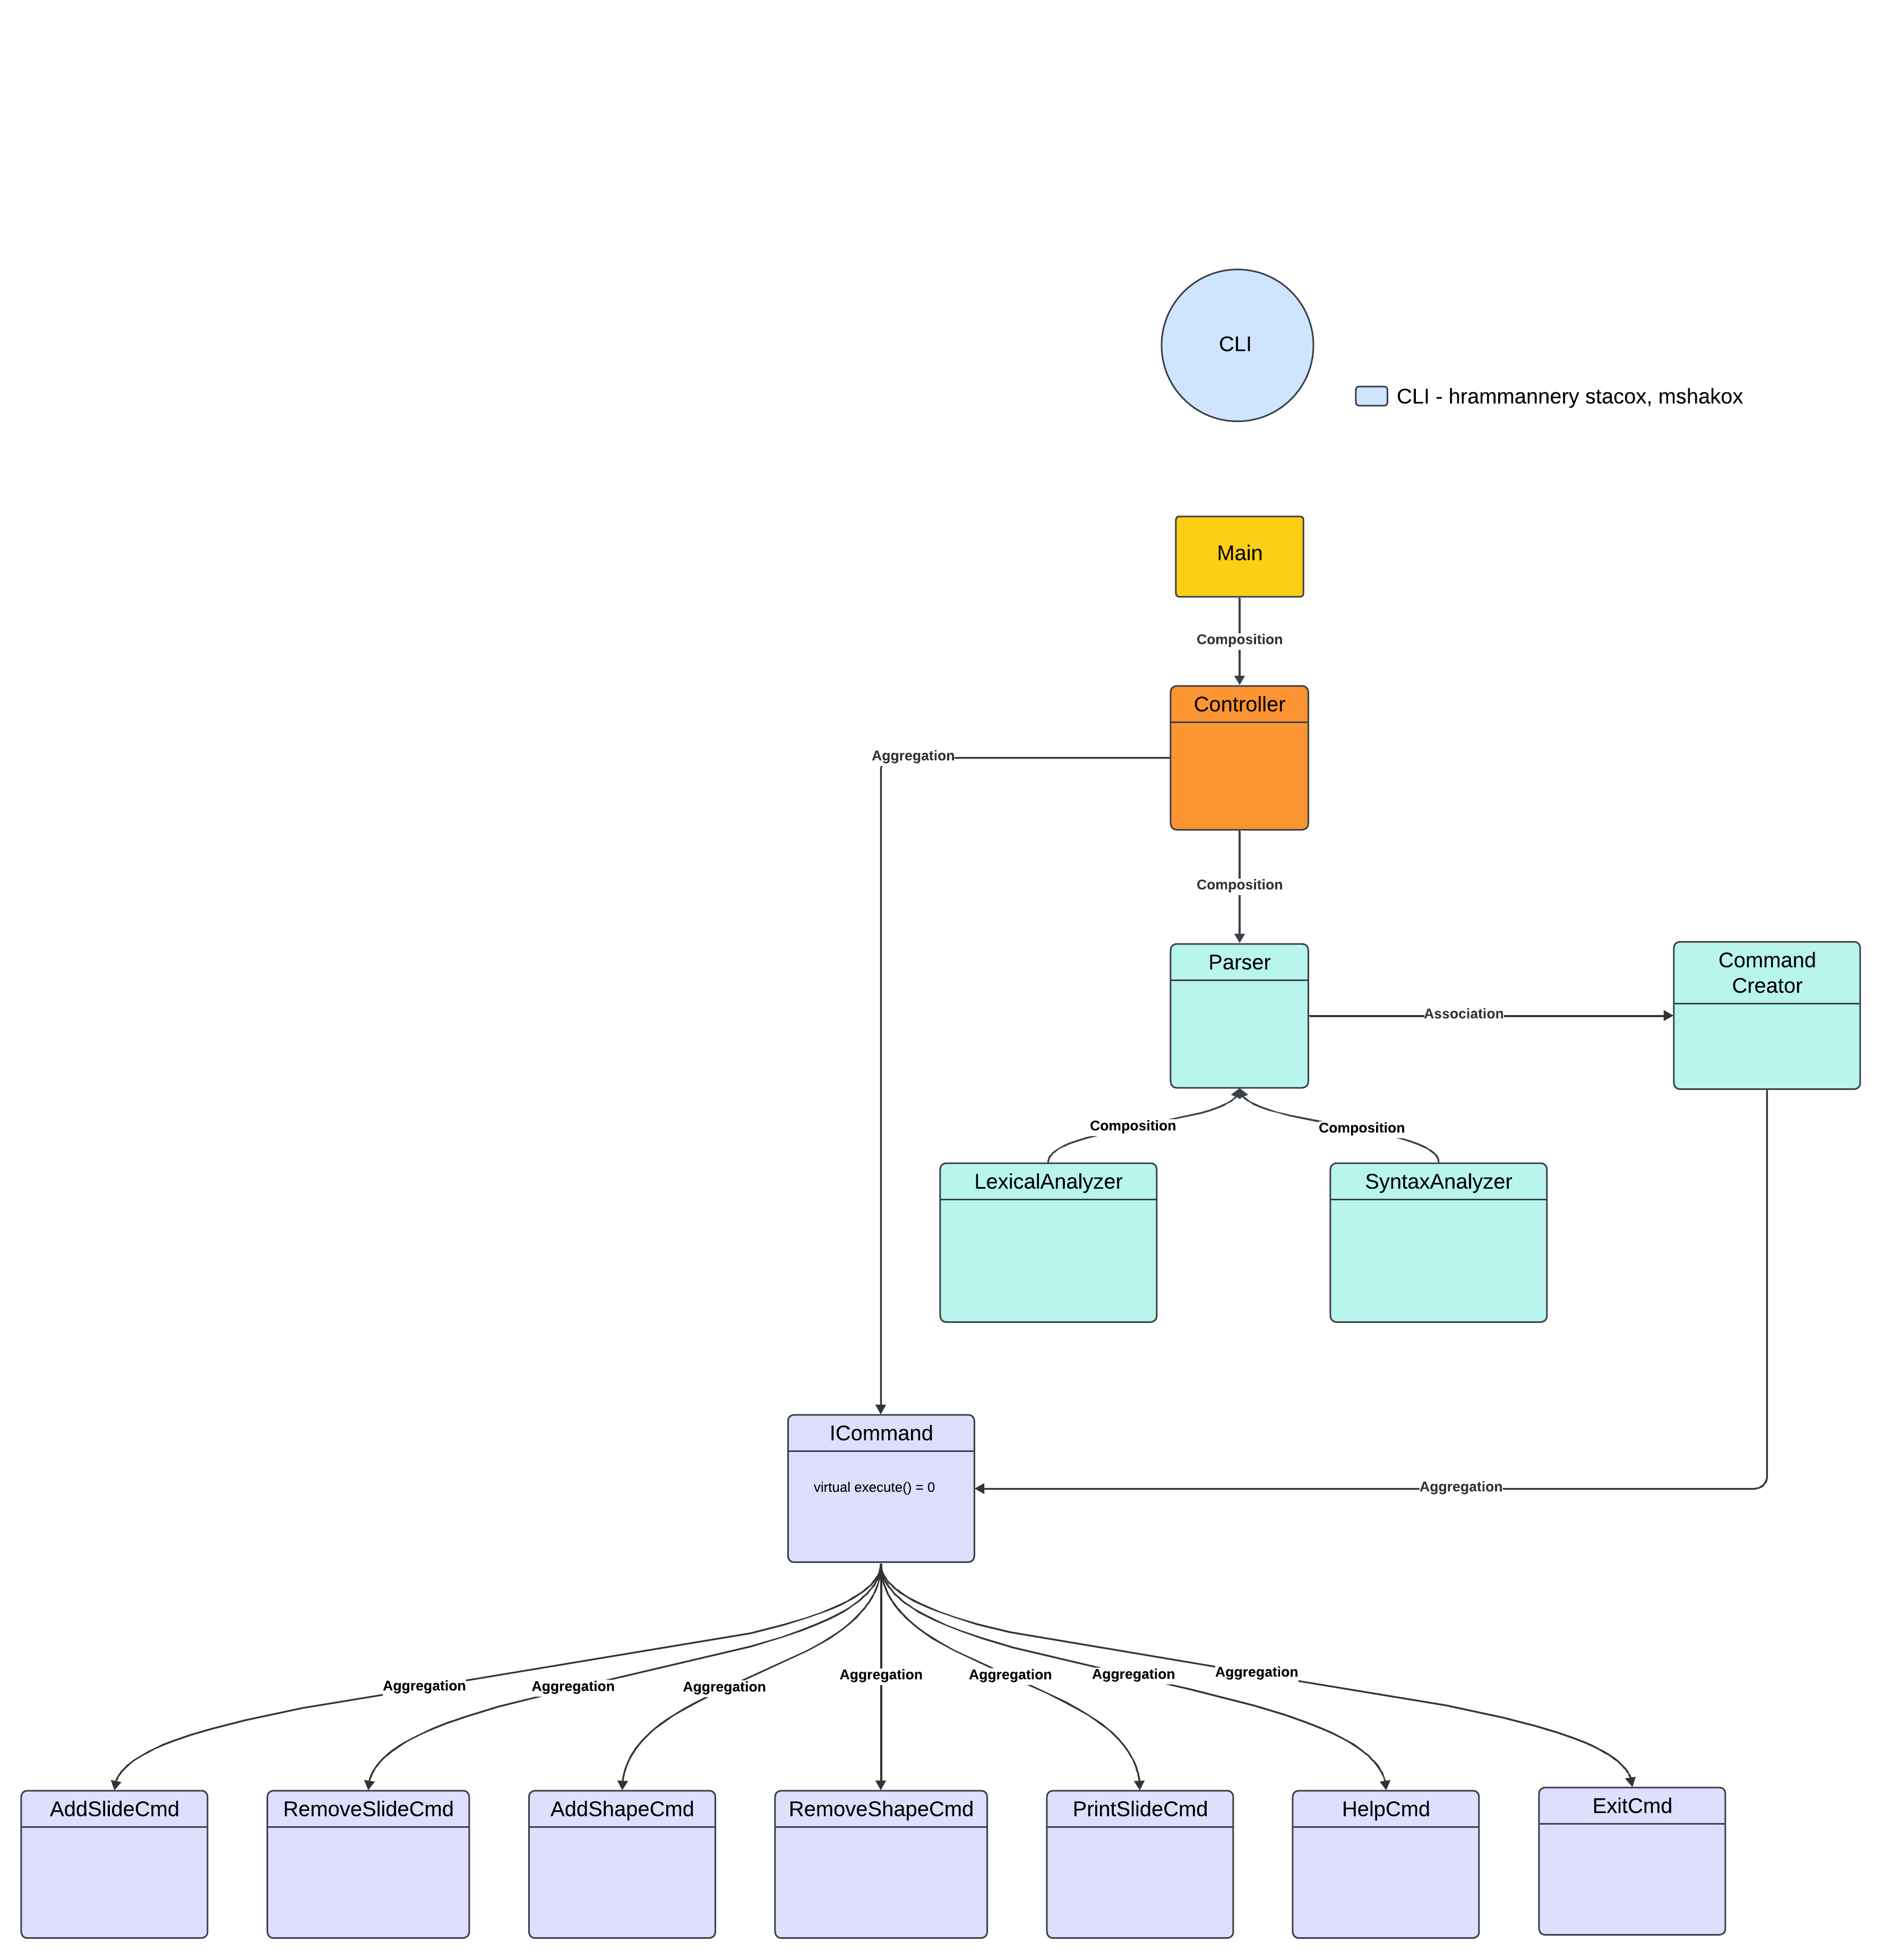 CLI
CLI - hrammannery stacox, mshakox
Main
Composition
Controller
Aggregation
Composition
Parser
Command
Creator
Association
Composition
Composition
LexicalAnalyzer
SyntaxAnalyzer
ICommand
virtual execute() = 0
Aggregation
Aggregation
Aggregation
Aggregation
Aggregation
Aggregation
Aggregation
Aggregation
AddSlideCmd
RemoveSlideCmd
AddShapeCmd
RemoveShapeCmd
PrintSlideCmd
HelpCmd
ExitCmd